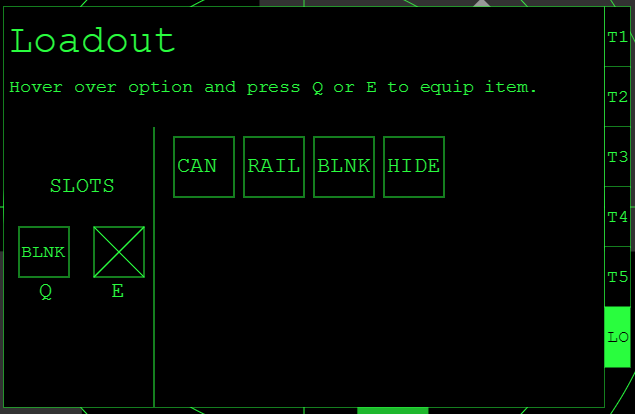 Loadout
Hover over option and press Q or E to equip item.
SLOTS
BLNK
Q E
CAN RAIL BLNK HIDE
T1
T2
T3
T4
T5
LO